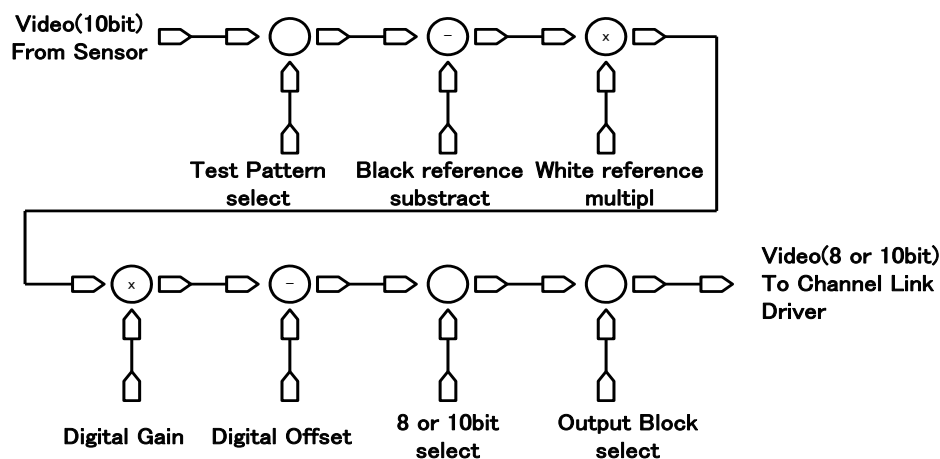 Video(10bit)
From Sensor
−
x
Test Pattern
select
Black reference
substract
White reference
multipl
x
−
Video(8 or 10bit)
To Channel Link
Driver
Digital Gain
Digital Offset
8 or 10bit
select
Output Block
select